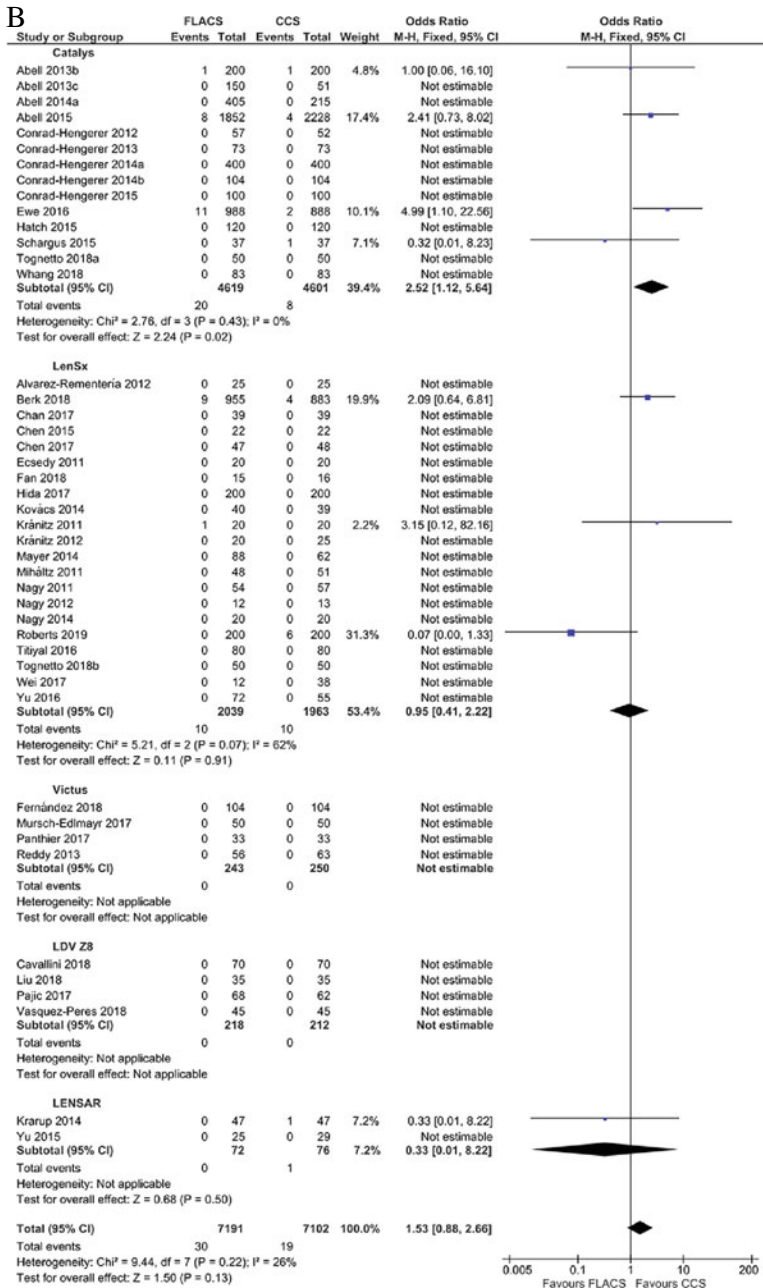 B
FLACS CCS Odds Ratio Odds Ratio
Study or Subgroup Events Total Events Total Weight M-H, Fixed, 95% CI M-H, Fixed, 95% CI
Catalys
Abell 2013b 1 200 1 200 4.8% 1.00 [0.06, 16.10]
Abell 2013c 0 150 0 51 Not estimable
Abell 2014a 0 405 0 215 Not estimable
Abell 2015 8 1852 4 2228 17.4% 2.41 [0.73, 8.02]
Conrad-Hengerer 2012 0 57 0 52 Not estimable
Conrad-Hengerer 2013 0 73 0 73 Not estimable
Conrad-Hengerer 2014a 0 400 0 400 Not estimable
Conrad-Hengerer 2014b 0 104 0 104 Not estimable
Conrad-Hengerer 2015 0 100 0 100 Not estimable
Ewe 2016 11 988 2 888 10.1% 4.99 [1.10, 22.56]
Hatch 2015 0 120 0 120 Not estimable
Schargus 2015 0 37 1 37 7.1% 0.32 [0.01, 8.23]
Tognetto 2018a 0 50 0 50 Not estimable
Whang 2018 0 83 0 83 Not estimable
Subtotal (95% CI) 4619 4601 39.4% 2.52 [1.12, 5.64]
Total events 20 8
Heterogeneity: Chi² = 2.76, df = 3 (P = 0.43); I² = 0%
Test for overall effect: Z = 2.24 (P = 0.02)
LenSx
Alvarez-Rementería 2012 0 25 0 25 Not estimable
Berk 2018 9 955 4 883 19.9% 2.09 [0.64, 6.81]
Chan 2017 0 39 0 39 Not estimable
Chen 2015 0 22 0 22 Not estimable
Chen 2017 0 47 0 48 Not estimable
Ecsedy 2011 0 20 0 20 Not estimable
Fan 2018 0 15 0 16 Not estimable
Hida 2017 0 200 0 200 Not estimable
Kovács 2014 0 40 0 39 Not estimable
Kránitz 2011 1 20 0 20 2.2% 3.15 [0.12, 82.16]
Kránitz 2012 0 20 0 25 Not estimable
Mayer 2014 0 88 0 62 Not estimable
Miháltz 2011 0 48 0 51 Not estimable
Nagy 2011 0 54 0 57 Not estimable
Nagy 2012 0 12 0 13 Not estimable
Nagy 2014 0 20 0 20 Not estimable
Roberts 2019 0 200 6 200 31.3% 0.07 [0.00, 1.33]
Titiyal 2016 0 80 0 80 Not estimable
Tognetto 2018b 0 50 0 50 Not estimable
Wei 2017 0 12 0 38 Not estimable
Yu 2016 0 72 0 55 Not estimable
Subtotal (95% CI) 2039 1963 53.4% 0.95 [0.41, 2.22]
Total events 10 10
Heterogeneity: Chi² = 5.21, df = 2 (P = 0.07); I² = 62%
Test for overall effect: Z = 0.11 (P = 0.91)
Victus
Fernández 2018 0 104 0 104 Not estimable
Mursch-Edlmayr 2017 0 50 0 50 Not estimable
Panthier 2017 0 33 0 33 Not estimable
Reddy 2013 0 56 0 63 Not estimable
Subtotal (95% CI) 243 250 Not estimable
Total events 0 0
Heterogeneity: Not applicable
Test for overall effect: Not applicable
LDV Z8
Cavallini 2018 0 70 0 70 Not estimable
Liu 2018 0 35 0 35 Not estimable
Pajic 2017 0 68 0 62 Not estimable
Vasquez-Peres 2018 0 45 0 45 Not estimable
Subtotal (95% CI) 218 212 Not estimable
Total events 0 0
Heterogeneity: Not applicable
Test for overall effect: Not applicable
LENSAR
Krarup 2014 0 47 1 47 7.2% 0.33 [0.01, 8.22]
Yu 2015 0 25 0 29 Not estimable
Subtotal (95% CI) 72 76 7.2% 0.33 [0.01, 8.22]
Total events 0 1
Heterogeneity: Not applicable
Test for overall effect: Z = 0.68 (P = 0.50)
Total (95% CI) 7191 7102 100.0% 1.53 [0.88, 2.66]
Total events 30 19
Heterogeneity: Chi² = 9.44, df = 7 (P = 0.22); I² = 26%
Test for overall effect: Z = 1.50 (P = 0.13)
0.005 0.1 1 10 200
Favours FLACS Favours CCS